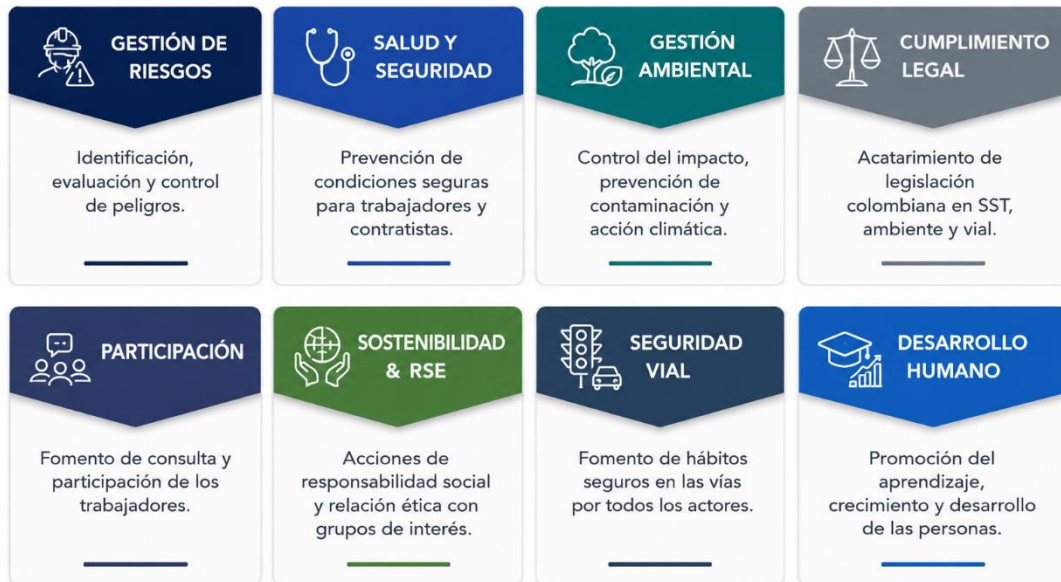 GESTIÓN DE
RIESGOS
Identificación,
evaluación y control
de peligros.
SALUD Y
SEGURIDAD
Prevención de
condiciones seguras
para trabajadores y
contratistas.
GESTIÓN
AMBIENTAL
Control del impacto,
prevención de
contaminación y
acción climática.
CUMPLIMIENTO
LEGAL
Acatarimiento de
legislación
colombiana en SST,
ambiente y vial.
PARTICIPACIÓN
Fomento de consulta y
participación de los
trabajadores.
SOSTENIBILIDAD
& RSE
Acciones de
responsabilidad social
y relación ética con
grupos de interés.
SEGURIDAD
VIAL
Fomento de hábitos
seguros en las vías
por todos los actores.
DESARROLLO
HUMANO
Promoción del
aprendizaje,
crecimiento y desarrollo
de las personas.